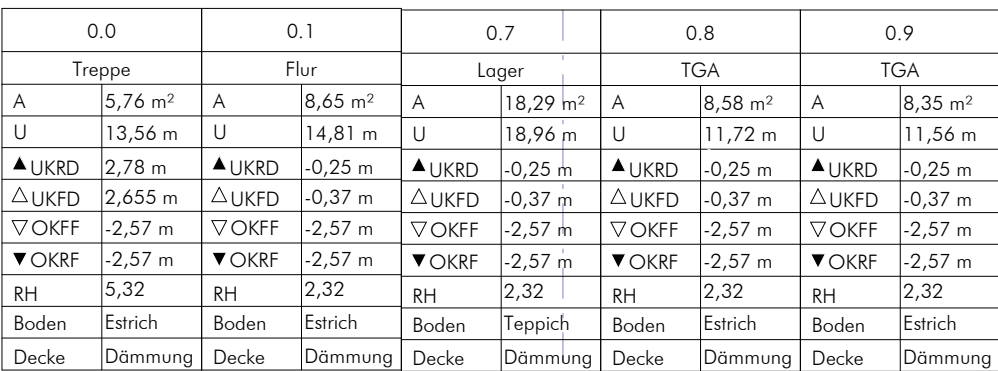 0.0 0.1 0.7 0.8 0.9
Treppe Flur Lager TGA TGA
A 5,76 m² A 8,65 m² A 18,29 m² A 8,58 m² A 8,35 m²
U 13,56 m U 14,81 m U 18,96 m U 11,72 m U 11,56 m
▲UKRD 2,78 m ▲UKRD -0,25 m ▲UKRD -0,25 m ▲UKRD -0,25 m ▲UKRD -0,25 m
△UKFD 2,655 m △UKFD -0,37 m △UKFD -0,37 m △UKFD -0,37 m △UKFD -0,37 m
▽OKFF -2,57 m ▽OKFF -2,57 m ▽OKFF -2,57 m ▽OKFF -2,57 m ▽OKFF -2,57 m
▼OKRF -2,57 m ▼OKRF -2,57 m ▼OKRF -2,57 m ▼OKRF -2,57 m ▼OKRF -2,57 m
RH 5,32 RH 2,32 RH 2,32 RH 2,32 RH 2,32
Boden Estrich Boden Estrich Boden Teppich Boden Estrich Boden Estrich
Decke Dämmung Decke Dämmung Decke Dämmung Decke Dämmung Decke Dämmung